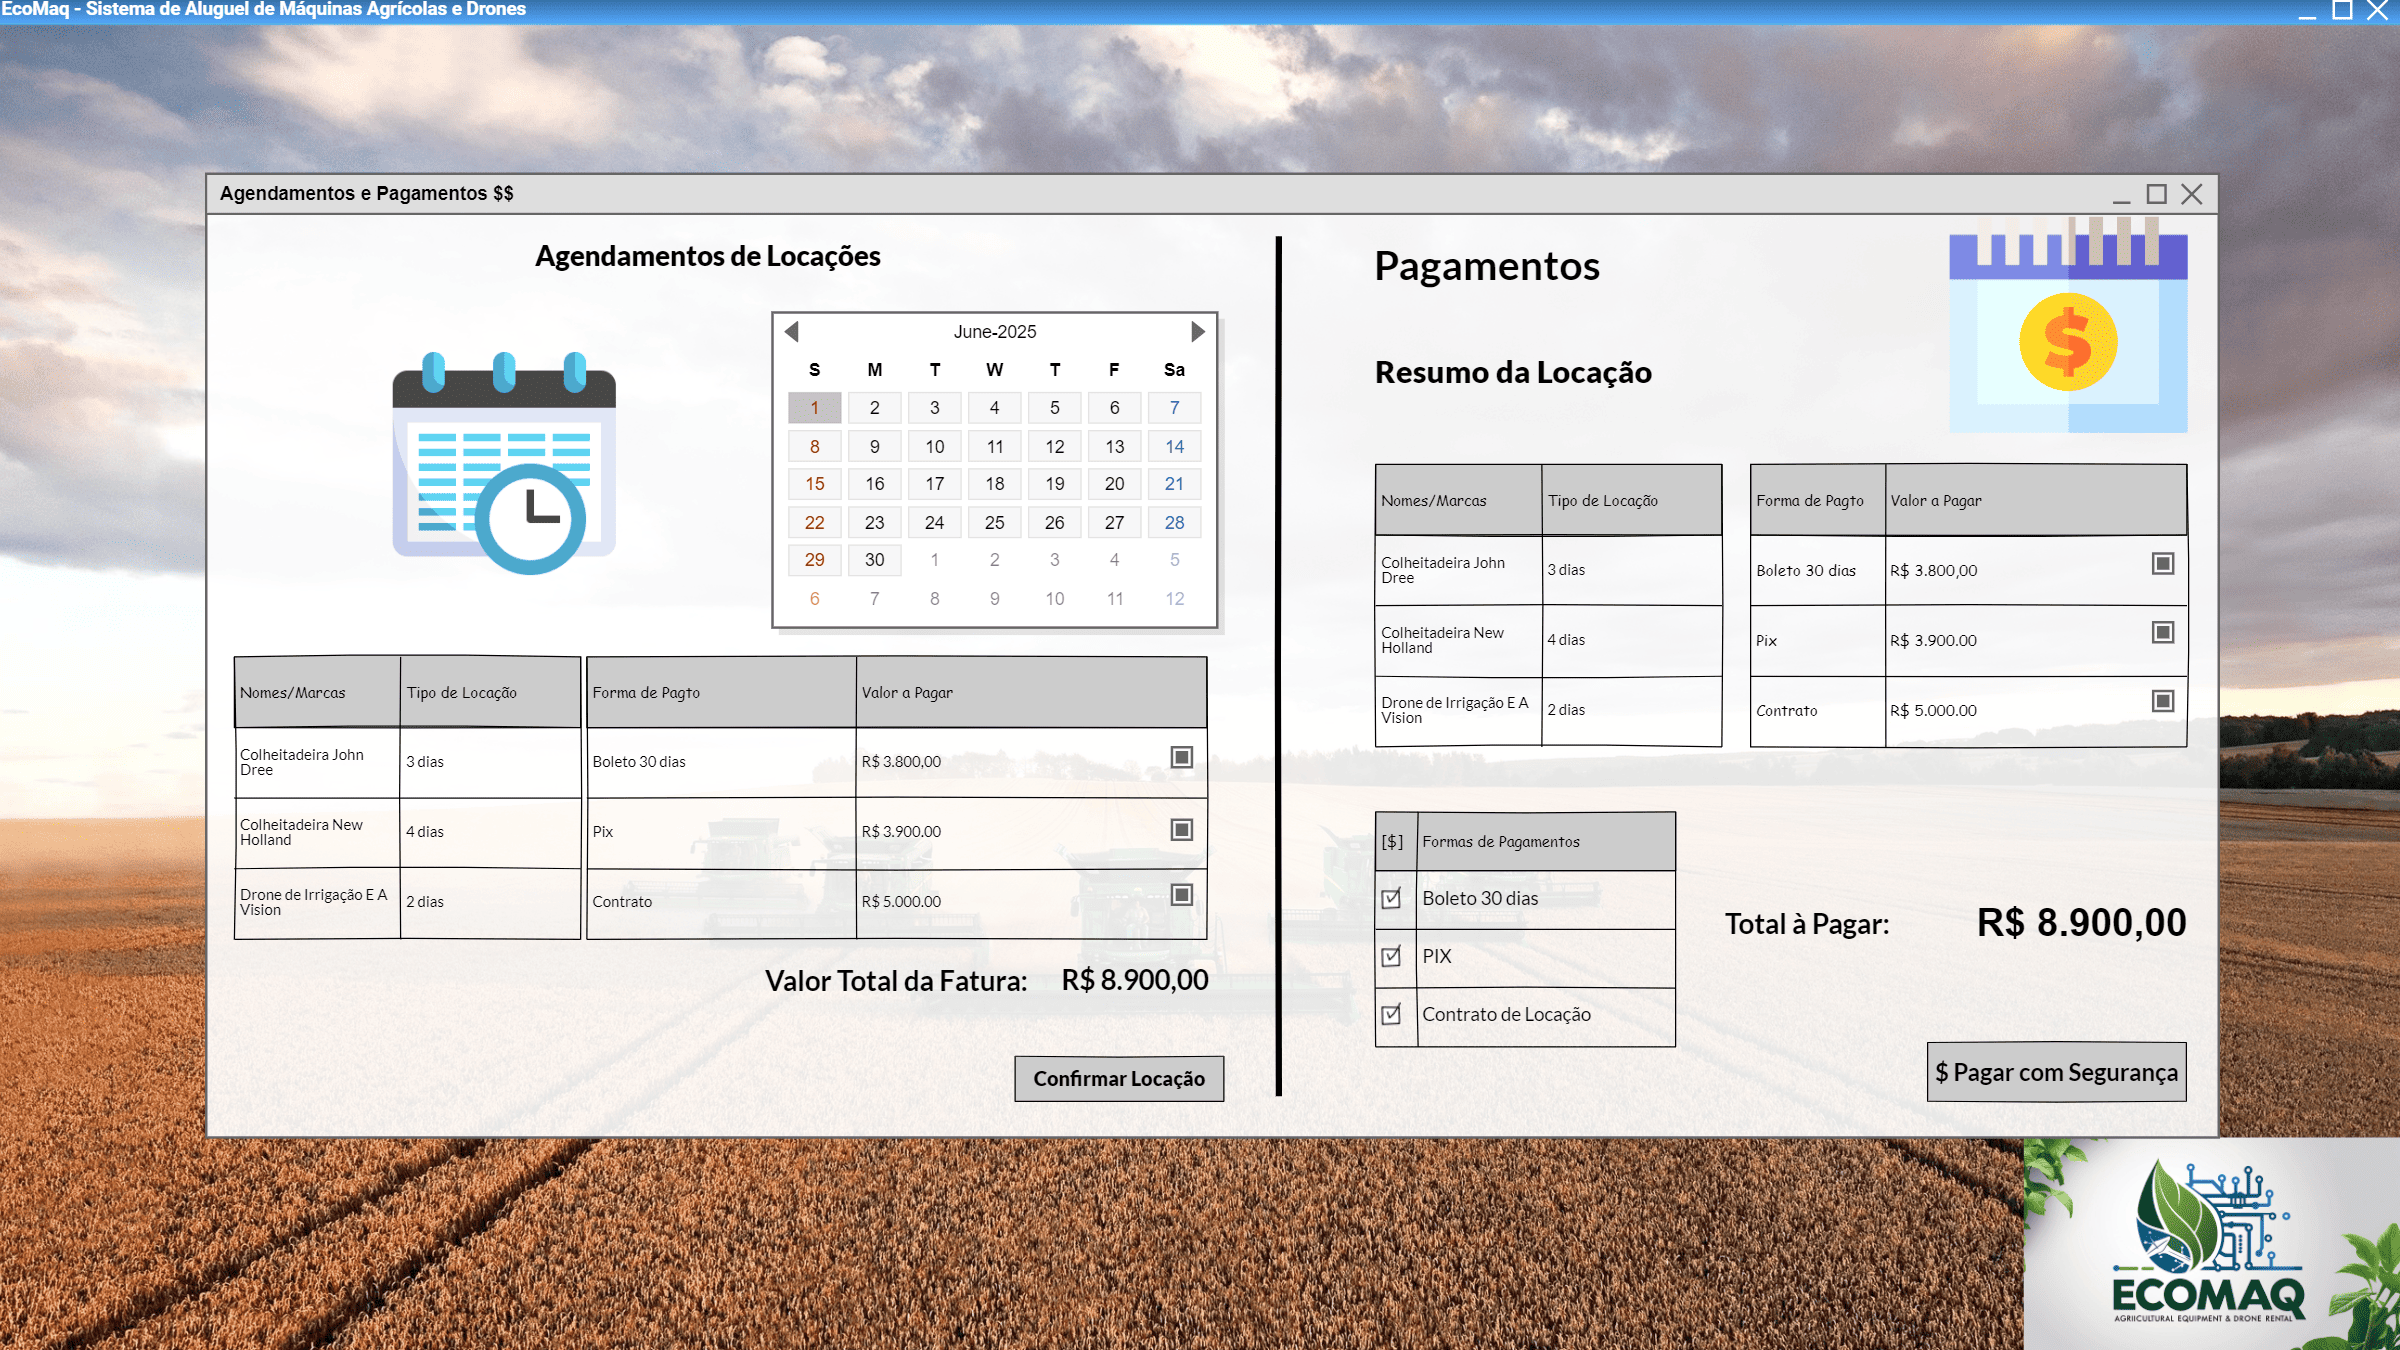 EcoMaq - Sistema de Aluguel de Máquinas Agrícolas e Drones
Agendamentos e Pagamentos $$
Agendamentos de Locações
June-2025
S M T W T F Sa
1 2 3 4 5 6 7
8 9 10 11 12 13 14
15 16 17 18 19 20 21
22 23 24 25 26 27 28
29 30 1 2 3 4 5
6 7 8 9 10 11 12
Nomes/Marcas Tipo de Locação Forma de Pagto Valor a Pagar
Colheitadeira John
Dree 3 dias Boleto 30 dias R$ 3.800,00
Colheitadeira New
Holland 4 dias Pix R$ 3.900.00
Drone de Irrigação E A
Vision 2 dias Contrato R$ 5.000.00
Valor Total da Fatura: R$ 8.900,00
Confirmar Locação
Pagamentos
Resumo da Locação
Nomes/Marcas Tipo de Locação Forma de Pagto Valor a Pagar
Colheitadeira John
Dree 3 dias Boleto 30 dias R$ 3.800,00
Colheitadeira New
Holland 4 dias Pix R$ 3.900.00
Drone de Irrigação E A
Vision 2 dias Contrato R$ 5.000.00
[$] Formas de Pagamentos
Boleto 30 dias
PIX
Contrato de Locação
Total à Pagar: R$ 8.900,00
$ Pagar com Segurança
ECOMAQ
AGRIICULTURAL EQUIPMENT & DRONE RENTAL